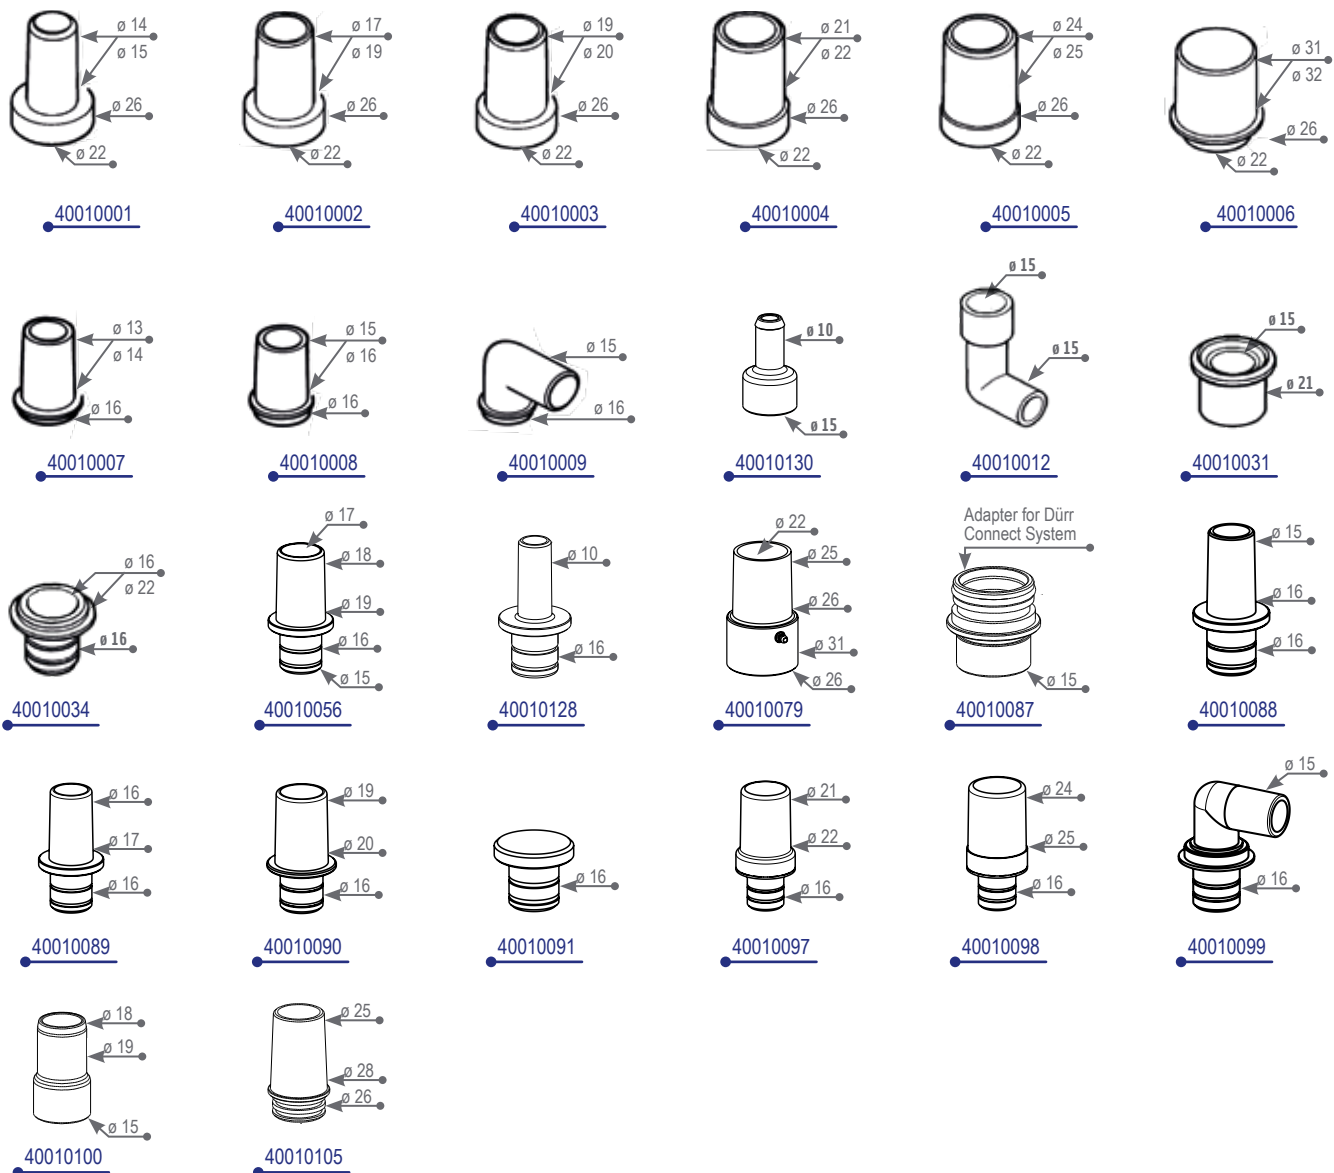 ø 14
ø 15
ø 26
ø 22
40010001
ø 17
ø 19
ø 26
ø 22
40010002
ø 19
ø 20
ø 26
ø 22
40010003
ø 21
ø 22
ø 26
ø 22
40010004
ø 24
ø 25
ø 26
ø 22
40010005
ø 31
ø 32
ø 26
ø 22
40010006
ø 13
ø 14
ø 16
40010007
ø 15
ø 16
ø 16
40010008
ø 15
ø 16
40010009
ø 10
ø 15
40010130
ø 15
ø 15
40010012
ø 15
ø 21
40010031
ø 16
ø 22
ø 16
40010034
ø 17
ø 18
ø 19
ø 16
ø 15
40010056
ø 10
ø 16
40010128
ø 22
ø 25
ø 26
ø 31
ø 26
40010079
Adapter for Dürr
Connect System
ø 15
40010087
ø 15
ø 16
ø 16
40010088
ø 16
ø 17
ø 16
40010089
ø 19
ø 20
ø 16
40010090
ø 16
40010091
ø 21
ø 22
ø 16
40010097
ø 24
ø 25
ø 16
40010098
ø 15
ø 16
40010099
ø 18
ø 19
ø 15
40010100
ø 25
ø 28
ø 26
40010105